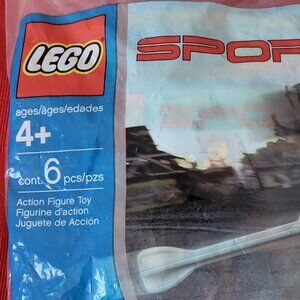 LEGO
SPOR
ages/âges/edades
4+
cont. 6 pcs/pzs
Action Figure Toy
Figurine d'action
Juguete de Acción